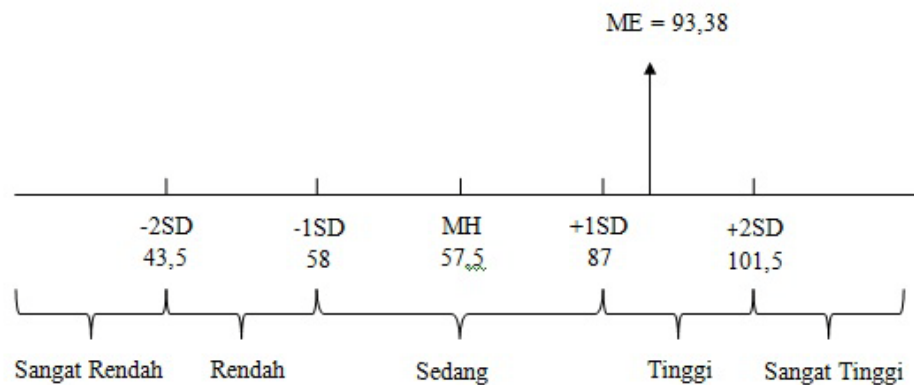 ME = 93,38
-2SD -1SD MH +1SD +2SD
43,5 58 57,5 87 101,5
Sangat Rendah Rendah Sedang Tinggi Sangat Tinggi